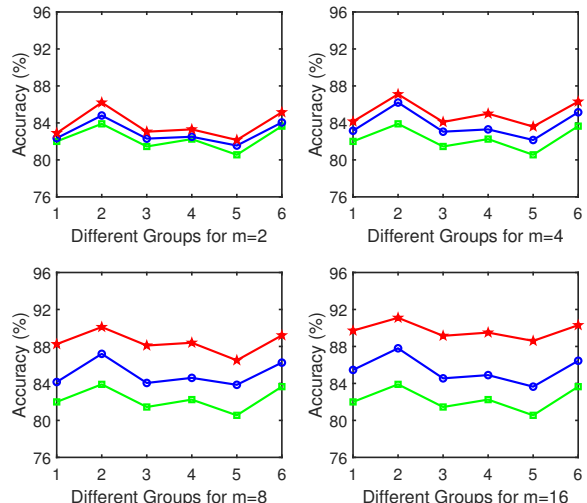 96
92
88
84
80
76
Accuracy (%)
1 2 3 4 5 6
Different Groups for m=2
96
92
88
84
80
76
Accuracy (%)
1 2 3 4 5 6
Different Groups for m=4
96
92
88
84
80
76
Accuracy (%)
1 2 3 4 5 6
Different Groups for m=8
96
92
88
84
80
76
Accuracy (%)
1 2 3 4 5 6
Different Groups for m=16